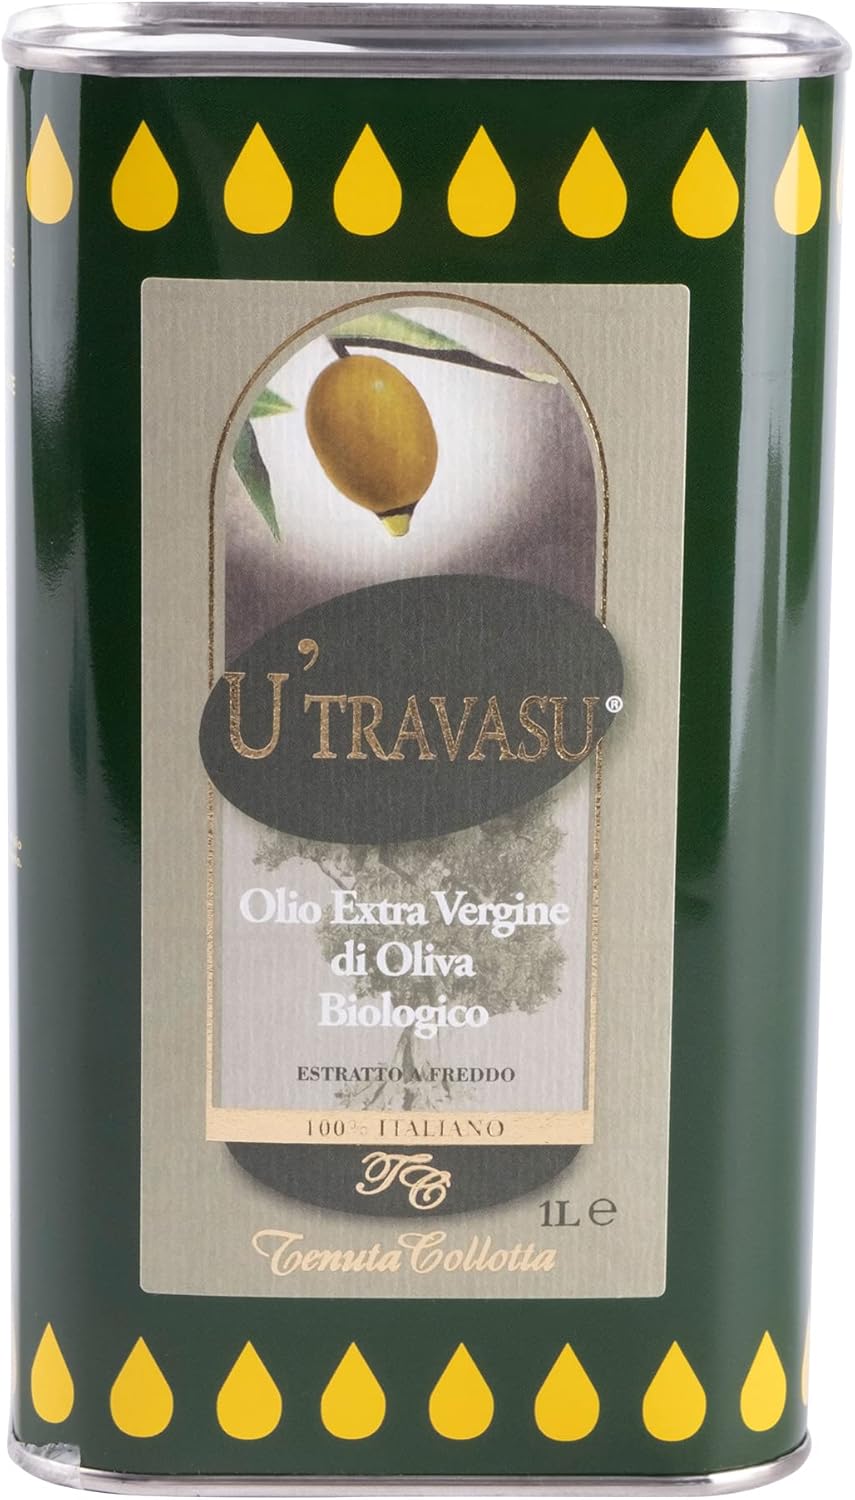 U'TRAVASU®
Olio Extra Vergine
di Oliva
Biologico
ESTRATTO A FREDDO
100% ITALIANO
TC
1L e
Tenuta Collotta